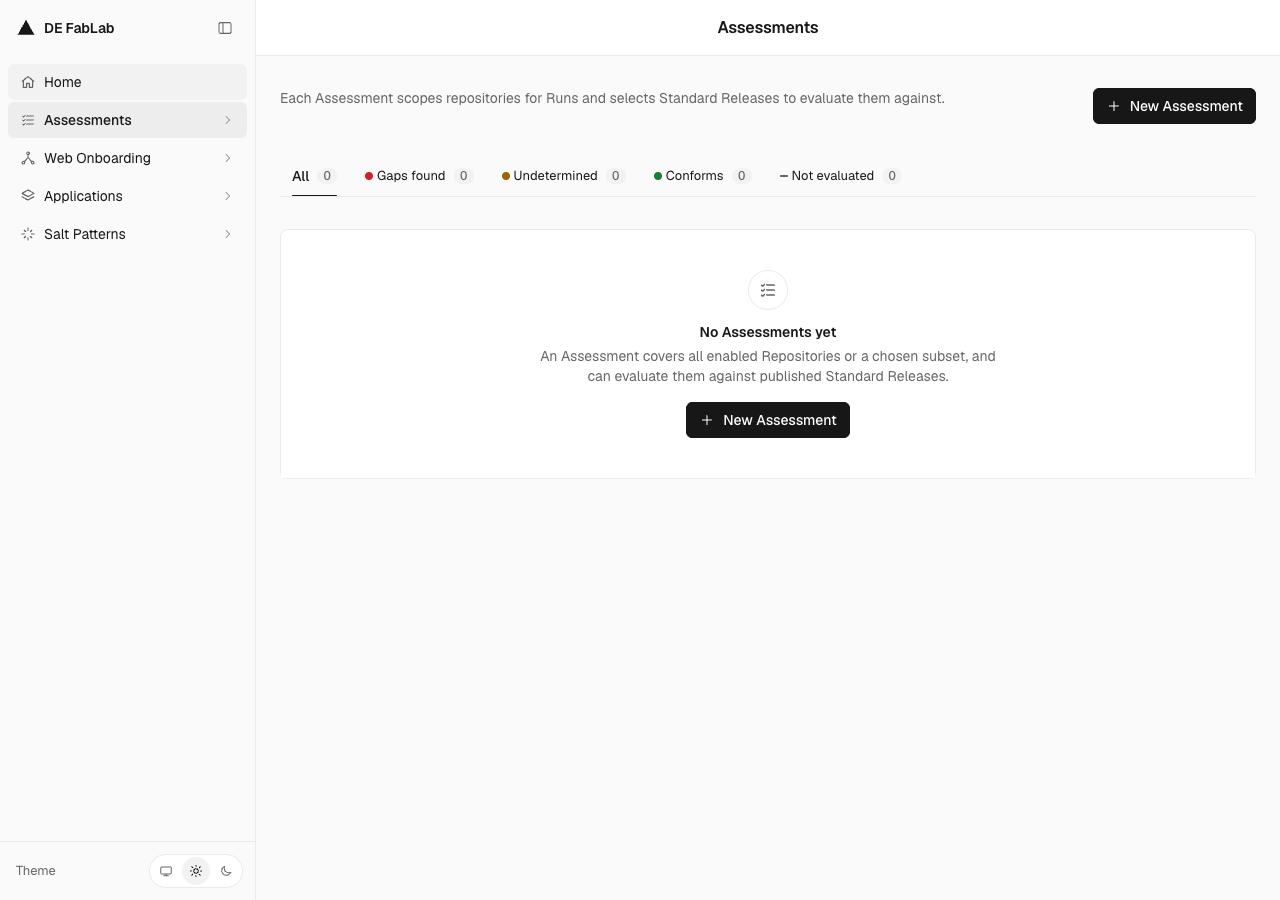 DE FabLab
Assessments
Home
Assessments
Web Onboarding
Applications
Salt Patterns
Each Assessment scopes repositories for Runs and selects Standard Releases to evaluate them against.
New Assessment
All 0 Gaps found 0 Undetermined 0 Conforms 0 Not evaluated 0
No Assessments yet
An Assessment covers all enabled Repositories or a chosen subset, and
can evaluate them against published Standard Releases.
New Assessment
Theme